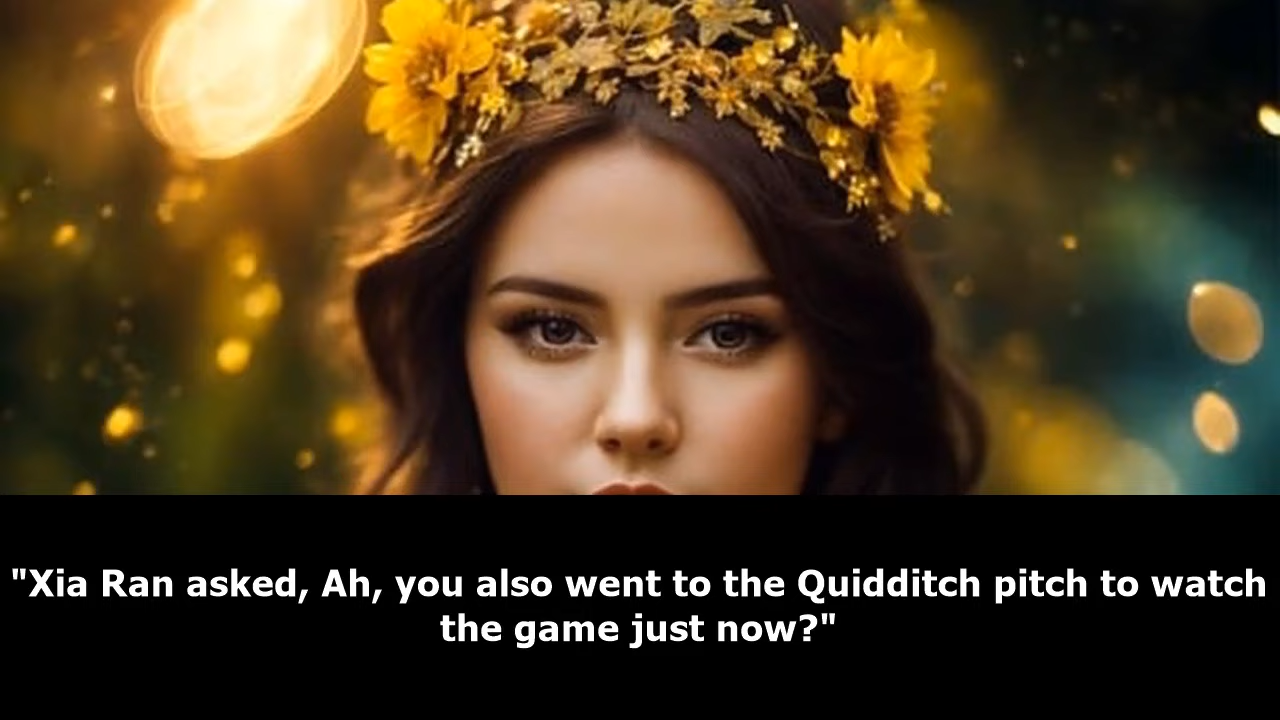 "Xia Ran asked, Ah, you also went to the Quidditch pitch to watch
the game just now?"